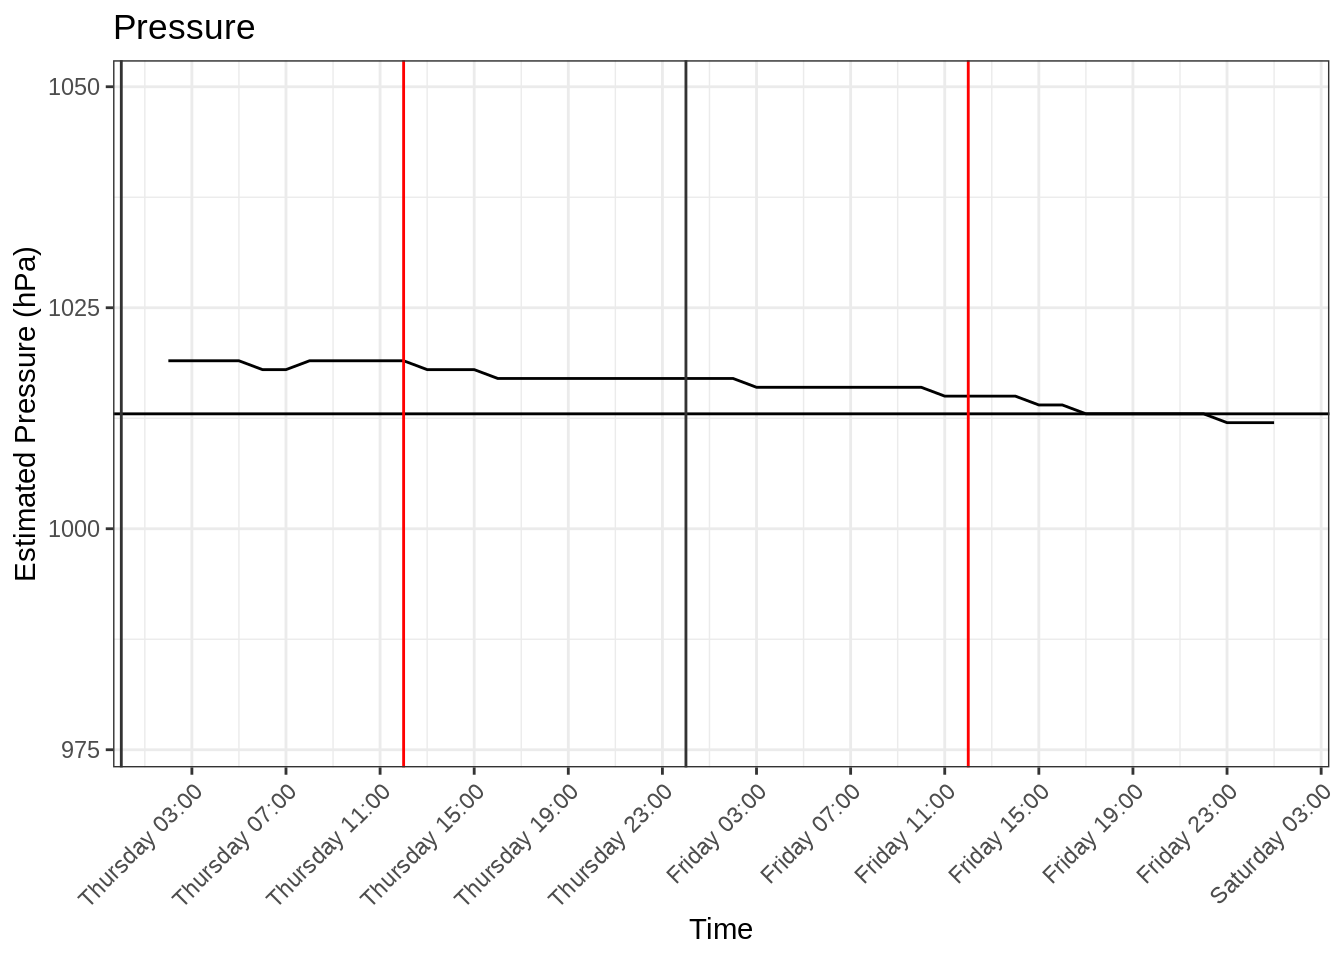 Pressure
Estimated Pressure (hPa)
1050
1025
1000
975
Thursday 03:00
Thursday 07:00
Thursday 11:00
Thursday 15:00
Thursday 19:00
Thursday 23:00
Friday 03:00
Friday 07:00
Friday 11:00
Friday 15:00
Friday 19:00
Friday 23:00
Saturday 03:00
Time